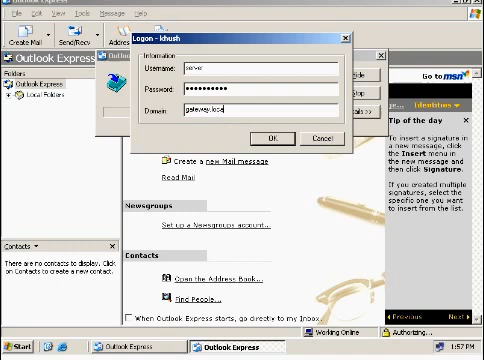 File Edit View Tools Message Help
Create Mail Send/Recv Address
Outlook Express
Go to msn
Identities
Folders
Outlook Express
Local Folders
Logon - khush
Information
Username: server
Password: ••••••••••
Domain: gateway.loca
OK Cancel
Create a new Mail message
Read Mail
Newsgroups
Set up a Newsgroups account...
Contacts
Open the Address Book...
Find People...
When Outlook Express starts, go directly to my Inbox.
Contacts
There are no contacts to display. Click
on Contacts to create a new contact.
Tip of the day
To insert a signature
in a new message, click
the Insert menu in
message and then
then click Signature.
If you created multiple
signatures, select the
specific one you want
to insert from the list.
Previous Next
Working Online Authorizing...
Start Outlook Express Outlook Express 1:57 PM